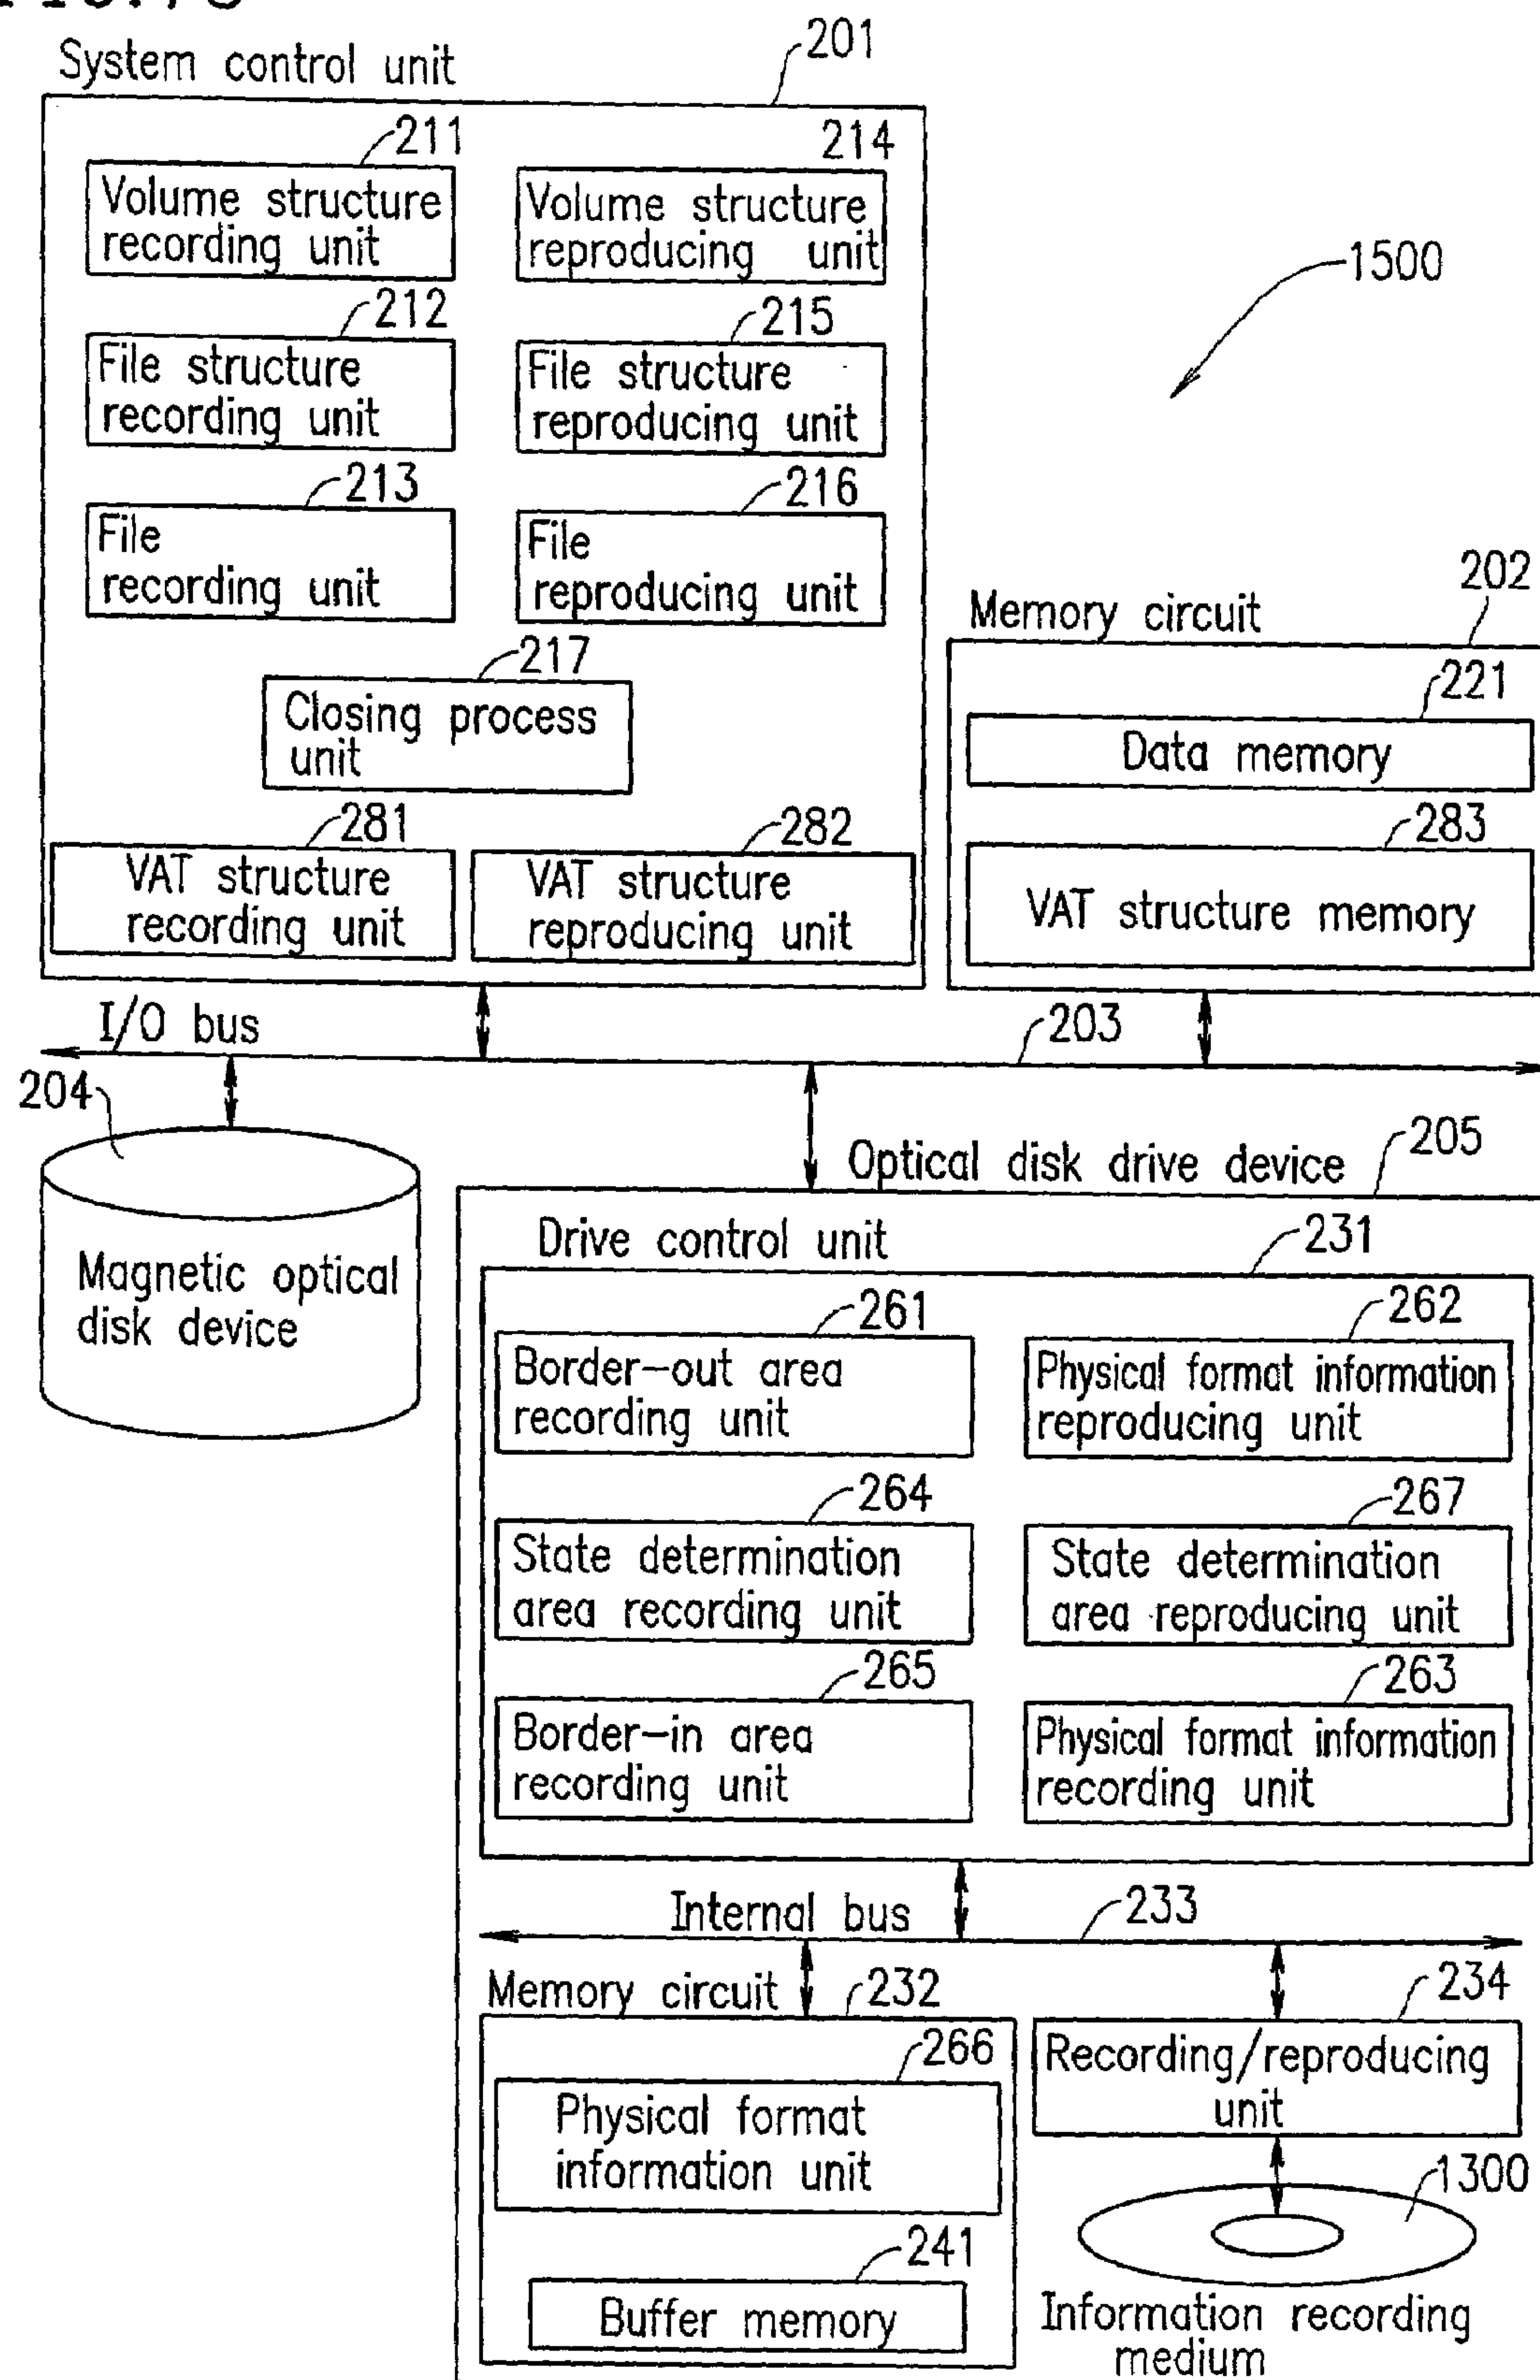 System control unit
201
211
214
Volume structure
recording unit
Volume structure
reproducing unit
1500
212
215
File structure
recording unit
File structure
reproducing unit
213
216
File
recording unit
File
reproducing unit
202
Memory circuit
217
Closing process
unit
221
Data memory
281
282
283
VAT structure
recording unit
VAT structure
reproducing unit
VAT structure memory
I/O bus
203
204
Optical disk drive device
205
Magnetic optical
disk device
Drive control unit
231
261
262
Border-out area
recording unit
Physical format information
reproducing unit
264
267
State determination
area recording unit
State determination
area reproducing unit
265
263
Border-in area
recording unit
Physical format information
recording unit
Internal bus
233
Memory circuit
232
234
266
Recording/reproducing
unit
Physical format
information unit
1300
241
Buffer memory
Information recording
medium